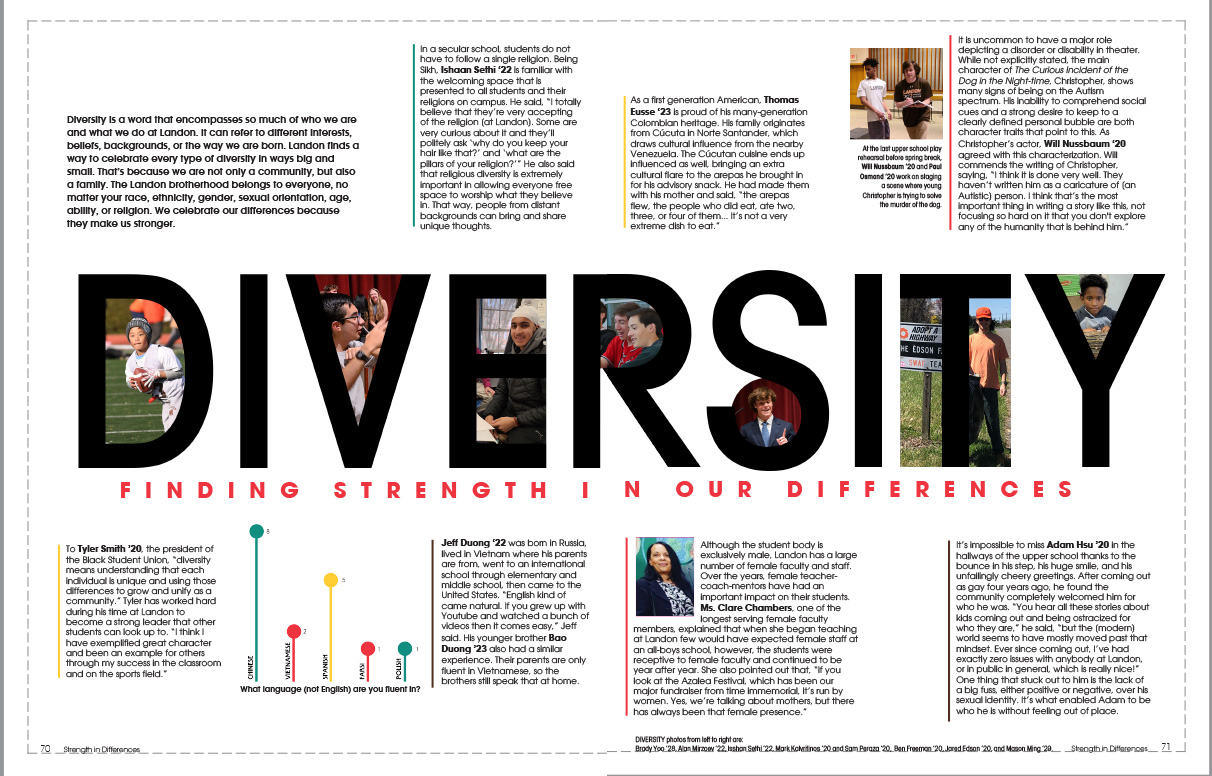 Diversity is a word that encompasses so much of who we are
and what we do at Landon. It can refer to different interests,
beliefs, backgrounds, or the way we are born. Landon finds a
way to celebrate every type of diversity in ways big and
small. That's because we are not only a community, but also
a family. The Landon brotherhood belongs to everyone, no
matter your race, ethnicity, gender, sexual orientation, age,
ability, or religion. We celebrate our differences because
they make us stronger.
In a secular school, students do not
have to follow a single religion. Being
Sikh, Ishaan Sethi '22 is familiar with
the welcoming space that is
presented to all students and their
religions on campus. He said, "I totally
believe that they're very accepting
of the religion (at Landon). Some are
very curious about it and they'll
politely ask 'why do you keep your
hair like that?' and 'what are the
pillars of your religion?'" He also said
that religious diversity is extremely
important in allowing everyone free
space to worship what they believe
in. That way, people from distant
backgrounds can bring and share
unique thoughts.
As a first generation American, Thomas
Eusse '23 is proud of his many-generation
Colombian heritage. His family originates
from Cúcuta in Norte Santander, which
draws cultural influence from the nearby
Venezuela. The Cúcutan cuisine ends up
influenced as well, bringing an extra
cultural flare to the arepas he brought in
for his advisory snack. He had made them
with his mother and said, "the arepas
flew, the people who did eat, ate two,
three, or four of them... It's not a very
extreme dish to eat."
At the last upper school play
rehearsal before spring break,
Will Nussbaum '20 and Paul
Osmond '20 work on staging
a scene where young
Christopher is trying to solve
the murder of the dog.
It is uncommon to have a major role
depicting a disorder or disability in theater.
While not explicitly stated, the main
character of The Curious Incident of the
Dog in the Night-time, Christopher, shows
many signs of being on the Autism
spectrum. His inability to comprehend social
cues and a strong desire to keep to a
clearly defined personal bubble are both
character traits that point to this. As
Christopher's actor, Will Nussbaum '20
agreed with this characterization. Will
commends the writing of Christopher,
saying, "I think it is done very well. They
haven't written him as a caricature of (an
Autistic) person. I think that's the most
important thing in writing a story like this, not
focusing so hard on it that you don't explore
any of the humanity that is behind him."
DIVERSITY
ADOPT A
HIGHWAY
THE EDSON F
SWAE TEA
FINDING STRENGTH IN OUR DIFFERENCES
To Tyler Smith '20, the president of
the Black Student Union, "diversity
means understanding that each
individual is unique and using those
differences to grow and unify as a
community." Tyler has worked hard
during his time at Landon to
become a strong leader that other
students can look up to. "I think I
have exemplified great character
and been an example for others
through my success in the classroom
and on the sports field."
8
2
5
1
1
CHINESE
VIETNAMESE
SPANISH
FARSI
POLISH
What language (not English) are you fluent in?
Jeff Duong '22 was born in Russia,
lived in Vietnam where his parents
are from, went to an international
school through elementary and
middle school, then came to the
United States. "English kind of
came natural. If you grew up with
Youtube and watched a bunch of
videos then it comes easy," Jeff
said. His younger brother Bao
Duong '23 also had a similar
experience. Their parents are only
fluent in Vietnamese, so the
brothers still speak that at home.
Although the student body is
exclusively male, Landon has a large
number of female faculty and staff.
Over the years, female teacher-
coach-mentors have had an
important impact on their students.
Ms. Clare Chambers, one of the
longest serving female faculty
members, explained that when she began teaching
at Landon few would have expected female staff at
an all-boys school, however, the students were
receptive to female faculty and continued to be
year after year. She also pointed out that, "If you
look at the Azalea Festival, which has been our
major fundraiser from time immemorial, it's run by
women. Yes, we're talking about mothers, but there
has always been that female presence."
It's impossible to miss Adam Hsu '20 in the
hallways of the upper school thanks to the
bounce in his step, his huge smile, and his
unfailingly cheery greetings. After coming out
as gay four years ago, he found the
community completely welcomed him for
who he was. "You hear all these stories about
kids coming out and being ostracized for
who they are," he said, "but the (modern)
world seems to have mostly moved past that
mindset. Ever since coming out, I've had
exactly zero issues with anybody at Landon,
or in public in general, which is really nice!"
One thing that stuck out to him is the lack of
a big fuss, either positive or negative, over his
sexual identity. It's what enabled Adam to be
who he is without feeling out of place.
DIVERSITY photos from left to right are:
Brody Yoo '28, Alan Mirzoev '22, Isshan Sethi '22, Mark Kolvritinos '20 and Sam Peraza '20, Ben Freeman '20, Jared Edson '20, and Mason Ming '29.
70 Strength in Differences
Strength in Differences 71